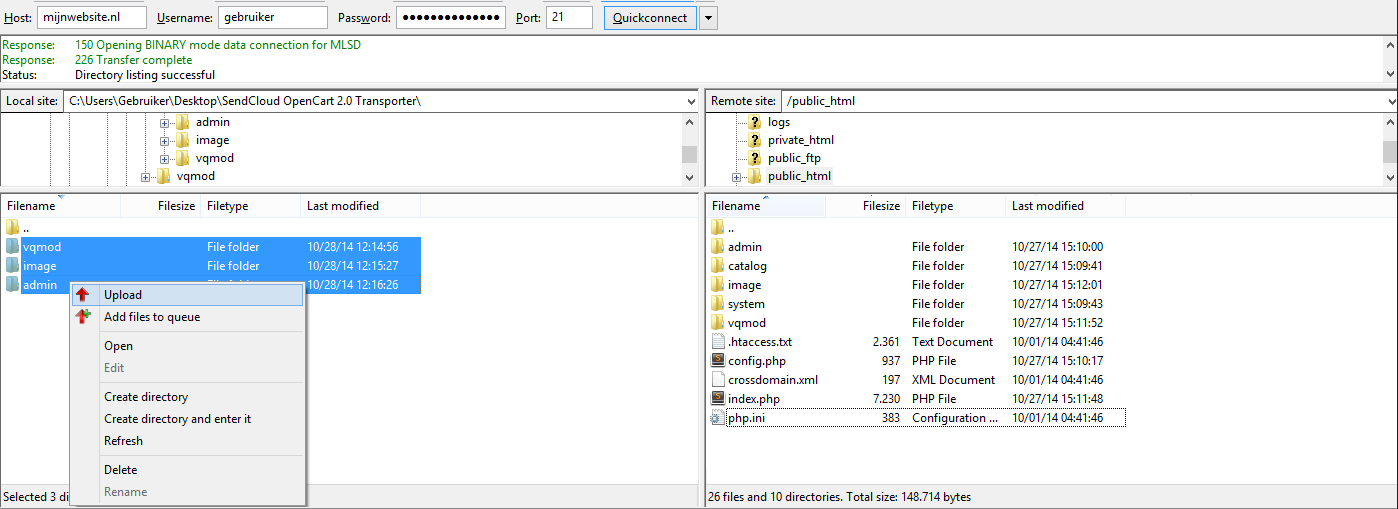 Host: mijnwebsite.nl Username: gebruiker Password: ●●●●●●●●●●●●●● Port: 21 Quickconnect
Response: 150 Opening BINARY mode data connection for MLSD
Response: 226 Transfer complete
Status: Directory listing successful
Local site: C:\Users\Gebruiker\Desktop\SendCloud OpenCart 2.0 Transporter\
admin
image
vqmod
vqmod
Filename Filesize Filetype Last modified
..
vqmod File folder 10/28/14 12:14:56
image File folder 10/28/14 12:15:27
admin 10/28/14 12:16:26
Upload
Add files to queue
Open
Edit
Create directory
Create directory and enter it
Refresh
Delete
Rename
Selected 3 di
Remote site: /public_html
logs
private_html
public_ftp
public_html
Filename Filesize Filetype Last modified
..
admin File folder 10/27/14 15:10:00
catalog File folder 10/27/14 15:09:41
image File folder 10/27/14 15:12:01
system File folder 10/27/14 15:09:43
vqmod File folder 10/27/14 15:11:52
.htaccess.txt 2.361 Text Document 10/01/14 04:41:46
config.php 937 PHP File 10/27/14 15:10:17
crossdomain.xml 197 XML Document 10/01/14 04:41:46
index.php 7.230 PHP File 10/27/14 15:11:48
php.ini 383 Configuration ... 10/01/14 04:41:46
26 files and 10 directories. Total size: 148.714 bytes